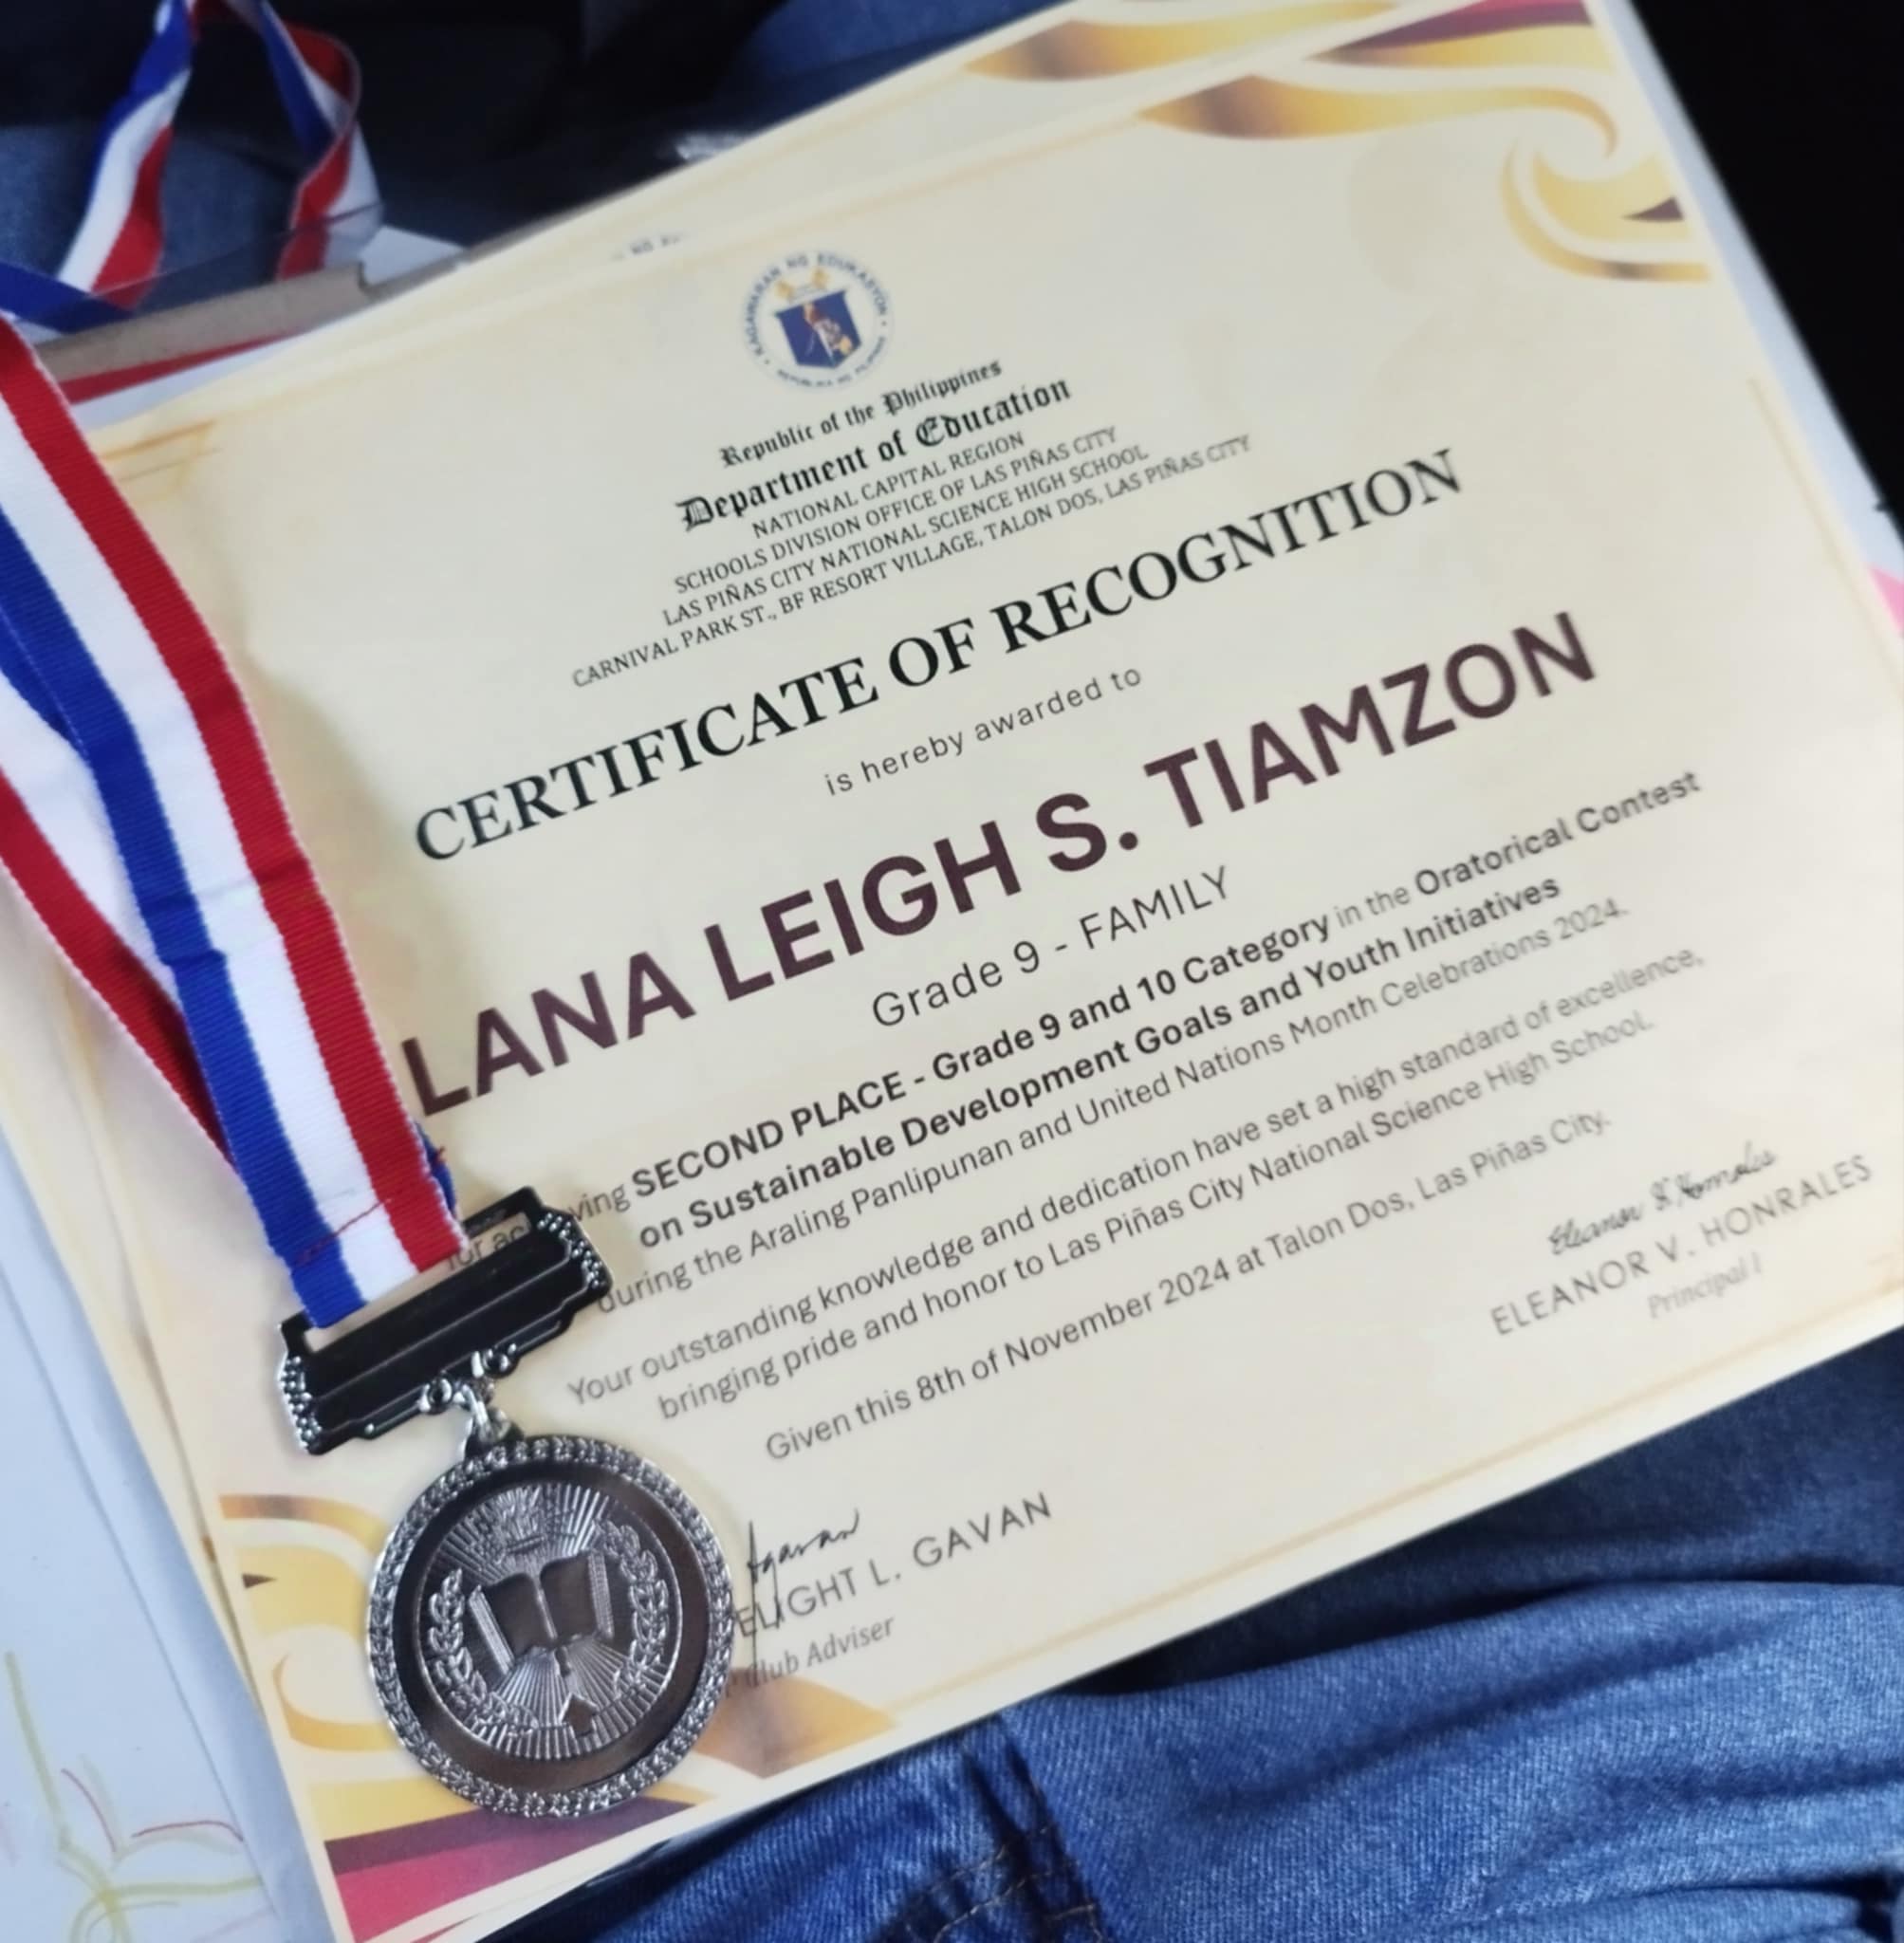 KAGAWARAN NG EDUKASYON
REPUBLIKA NG PILIPINAS
Republic of the Philippines
Department of Education
NATIONAL CAPITAL REGION
SCHOOLS DIVISION OFFICE OF LAS PIÑAS CITY
LAS PIÑAS CITY NATIONAL SCIENCE HIGH SCHOOL
CARNIVAL PARK ST., BF RESORT VILLAGE, TALON DOS, LAS PIÑAS CITY
CERTIFICATE OF RECOGNITION
is hereby awarded to
LANA LEIGH S. TIAMZON
Grade 9 - FAMILY
for ac ving SECOND PLACE - Grade 9 and 10 Category in the Oratorical Contest
on Sustainable Development Goals and Youth Initiatives
during the Araling Panlipunan and United Nations Month Celebrations 2024.
Your outstanding knowledge and dedication have set a high standard of excellence,
bringing pride and honor to Las Piñas City National Science High School.
Given this 8th of November 2024 at Talon Dos, Las Piñas City.
ELEANOR V. HONRALES
Principal I
ELIGHT L. GAVAN
Club Adviser